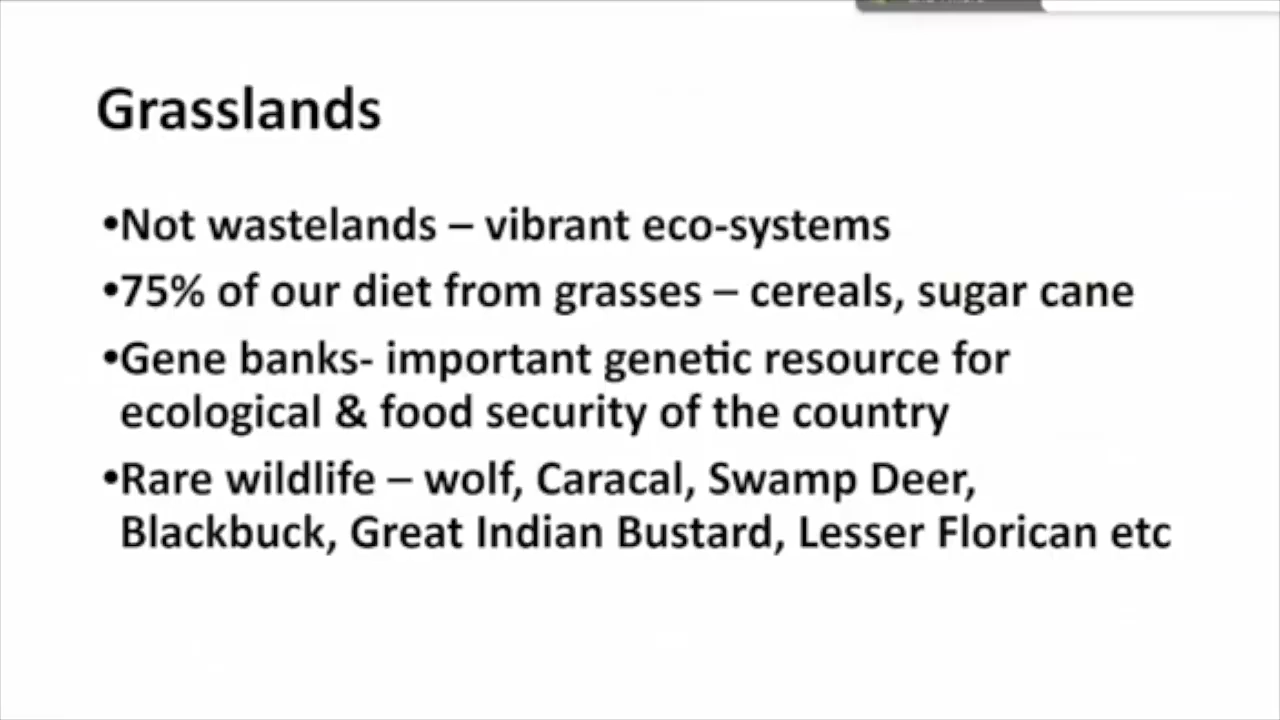 Grasslands
•Not wastelands – vibrant eco-systems
•75% of our diet from grasses – cereals, sugar cane
•Gene banks- important genetic resource for
ecological & food security of the country
•Rare wildlife – wolf, Caracal, Swamp Deer,
Blackbuck, Great Indian Bustard, Lesser Florican etc